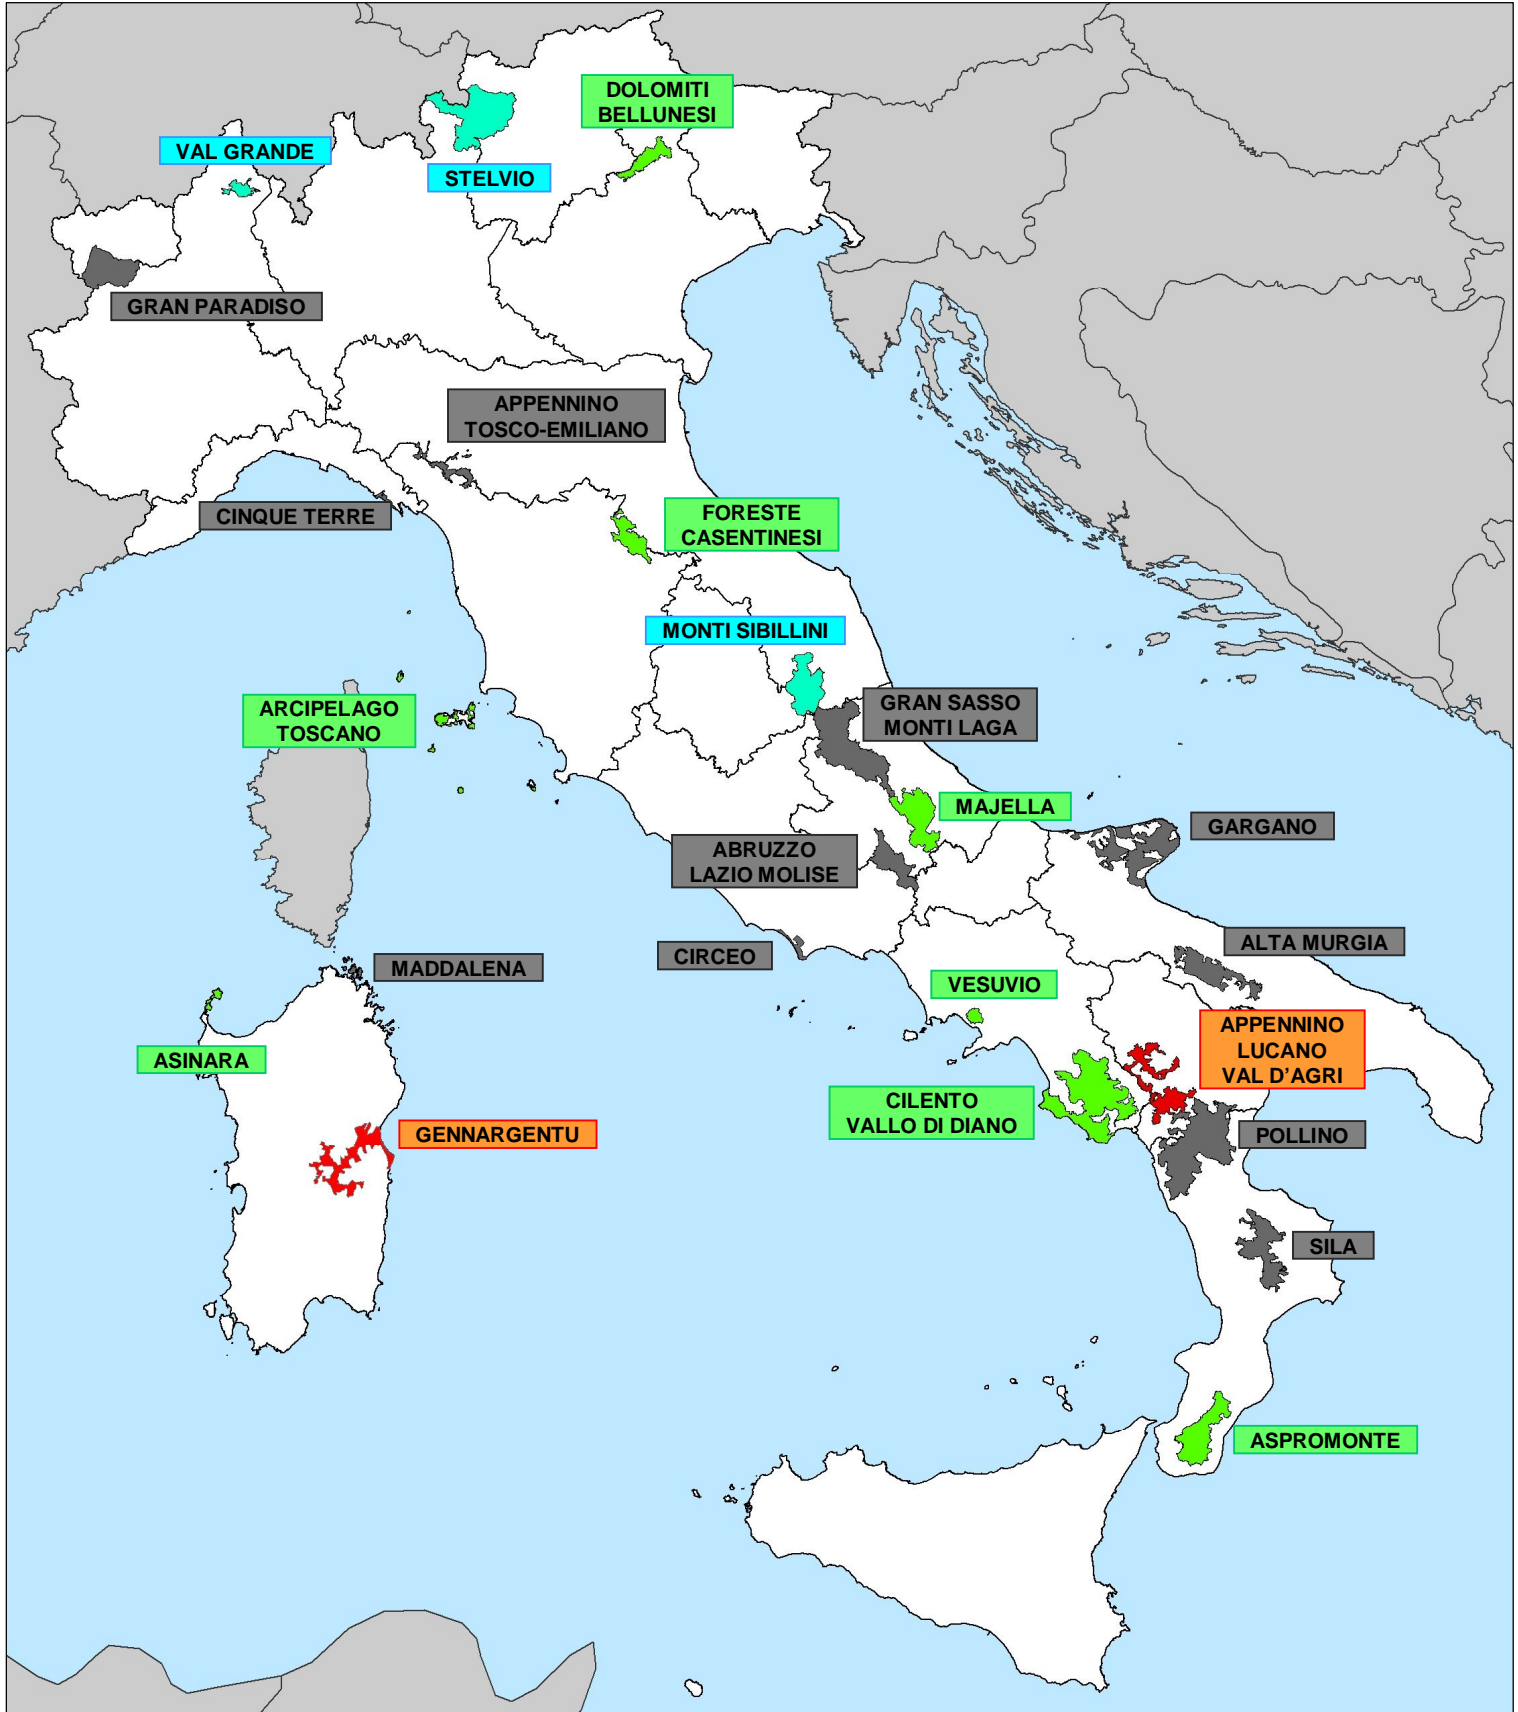 DOLOMITI
BELLUNESI
VAL GRANDE
STELVIO
GRAN PARADISO
APPENNINO
TOSCO-EMILIANO
CINQUE TERRE
FORESTE
CASENTINESI
MONTI SIBILLINI
ARCIPELAGO
TOSCANO
GRAN SASSO
MONTI LAGA
MAJELLA
GARGANO
ABRUZZO
LAZIO MOLISE
ALTA MURGIA
CIRCEO
MADDALENA
VESUVIO
ASINARA
APPENNINO
LUCANO
VAL D'AGRI
CILENTO
VALLO DI DIANO
GENNARGENTU
POLLINO
SILA
ASPROMONTE